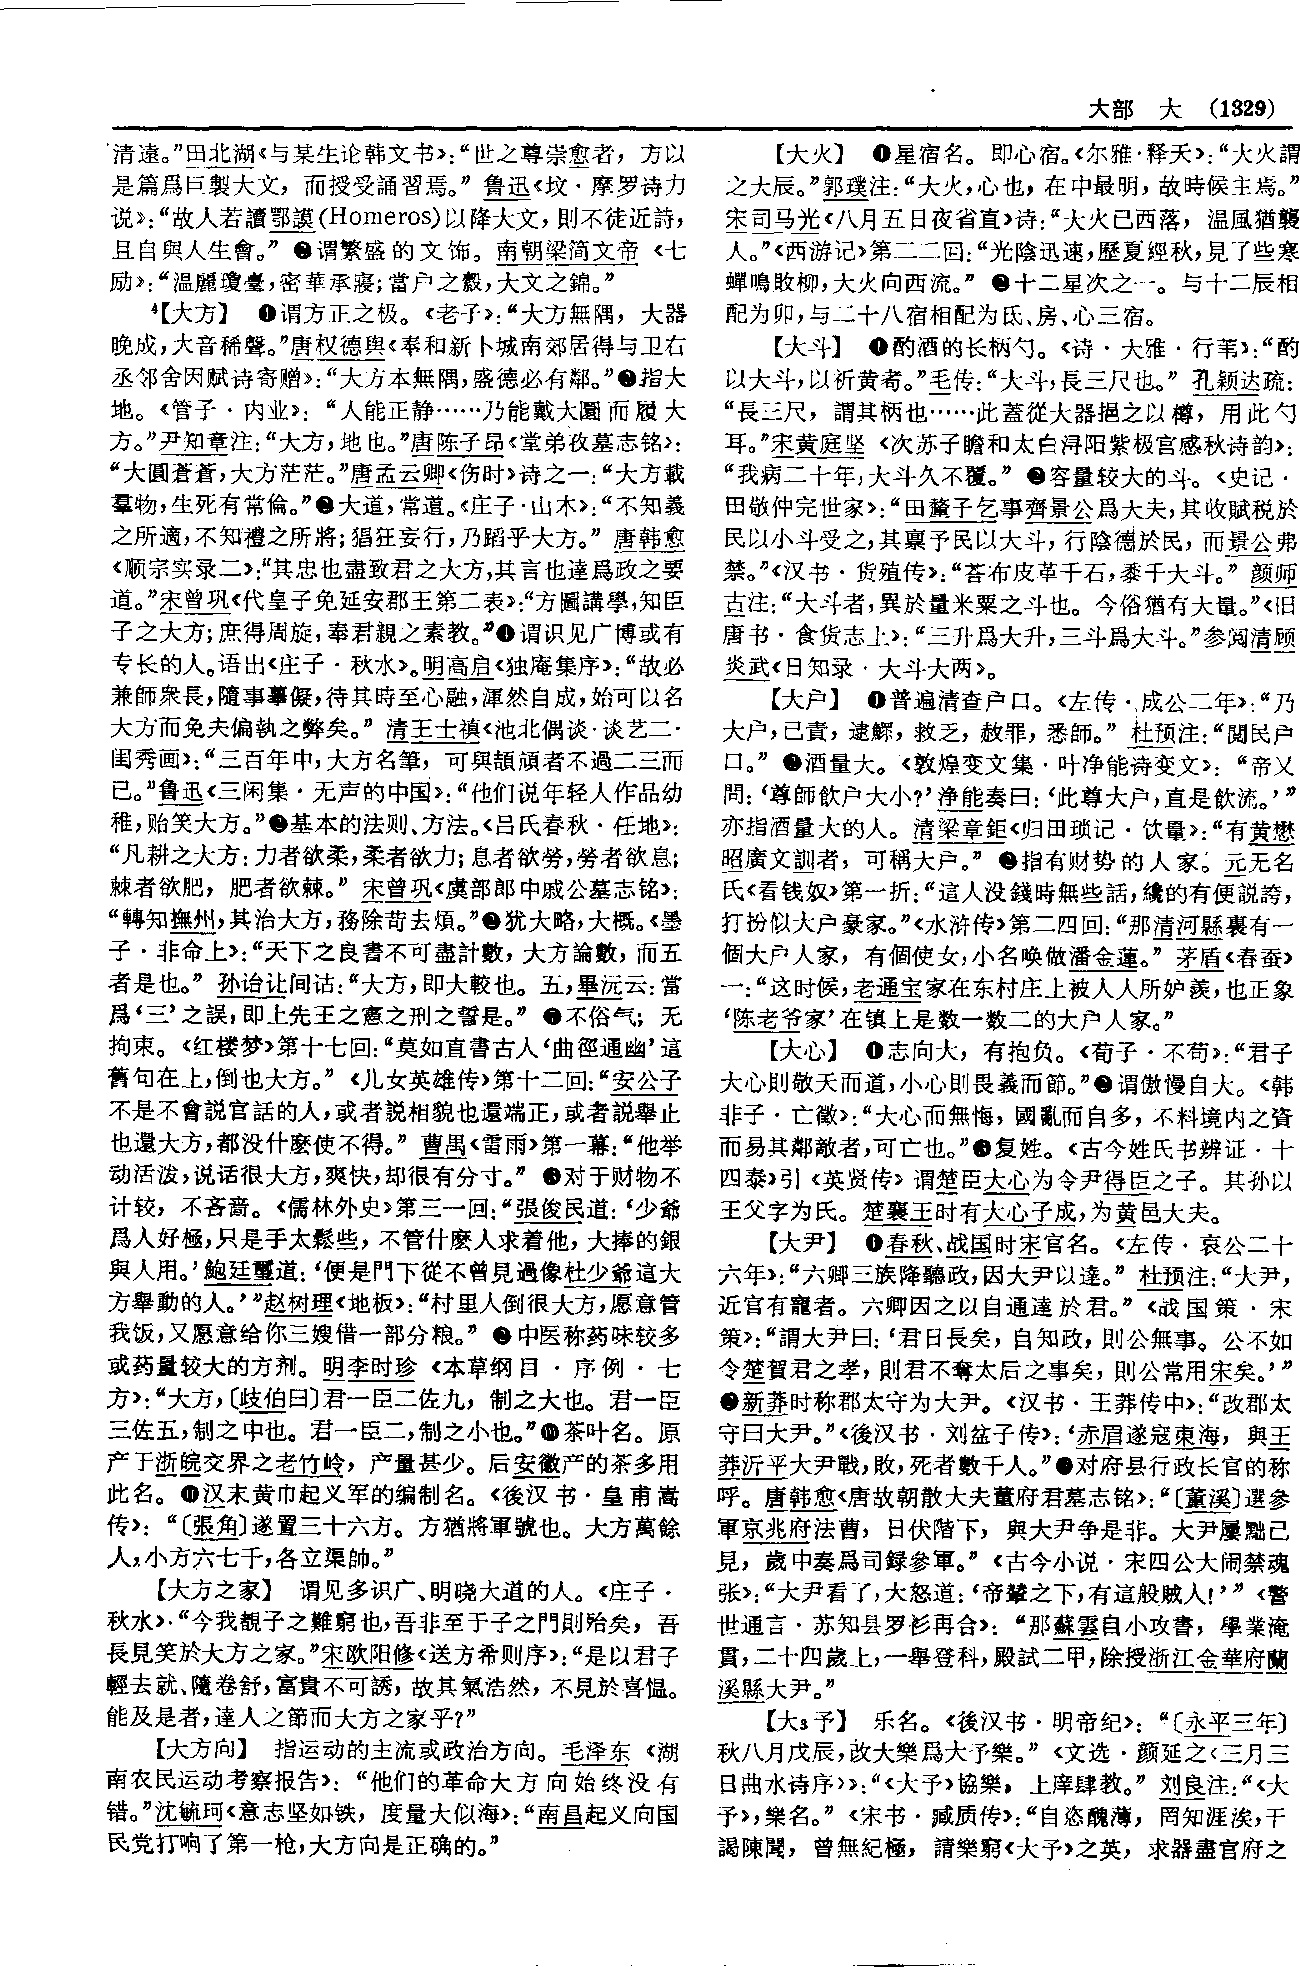 大部　大　(1329)
清遠。”田北湖《与某生论韩文书》：“世之尊崇愈者，方以
是篇爲巨製大文，而授受誦習焉。” 鲁迅《坟·摩罗诗力
说》：“故人若讀鄂謨(Homeros)以降大文，則不徒近詩，
且自與人生會。” ❷谓繁盛的文饰。南朝梁简文帝《七
励》：“温麗瓊臺，密華承寢；當户之縠，大文之錦。”
⁴【大方】 ❶谓方正之极。《老子》：“大方無隅，大器
晚成，大音稀聲。”唐权德舆《奉和新卜城南郊居得与卫右
丞邻舍因赋诗寄赠》：“大方本無隅，盛德必有鄰。”❷指大
地。《管子·内业》：“人能正静……乃能戴大圜而履大
方。”尹知章注：“大方，地也。”唐陈子昂《堂弟孜墓志铭》：
“大圓蒼蒼，大方茫茫。”唐孟云卿《伤时》诗之一：“大方載
羣物，生死有常倫。”❸大道，常道。《庄子·山木》：“不知義
之所適，不知禮之所將；猖狂妄行，乃蹈乎大方。” 唐韩愈
《顺宗实录二》：“其忠也盡致君之大方，其言也達爲政之要
道。”宋曾巩《代皇子免延安郡王第二表》：“方圖講學，知臣
子之大方；庶得周旋，奉君親之素教。”❹谓识见广博或有
专长的人。语出《庄子·秋水》。明高启《独庵集序》：“故必
兼師衆長，隨事摹儗，待其時至心融，渾然自成，始可以名
大方而免夫偏執之弊矣。” 清王士禛《池北偶谈·谈艺二·
闺秀画》：“三百年中，大方名筆，可與頡頏者不過二三而
已。”鲁迅《三闲集·无声的中国》：“他们说年轻人作品幼
稚，贻笑大方。”❺基本的法则、方法。《吕氏春秋·任地》：
“凡耕之大方：力者欲柔，柔者欲力；息者欲勞，勞者欲息；
棘者欲肥，肥者欲棘。” 宋曾巩《虞部郎中戚公墓志铭》：
“轉知撫州，其治大方，務除苛去煩。”❻犹大略，大概。《墨
子·非命上》：“天下之良書不可盡計數，大方論數，而五
者是也。” 孙诒让间诂：“大方，即大較也。五，畢沅云：當
爲‘三’之誤，即上先王之憲之刑之誓是。” ❼不俗气；无
拘束。《红楼梦》第十七回：“莫如直書古人‘曲徑通幽’這
舊句在上，倒也大方。” 《儿女英雄传》第十二回：“安公子
不是不會説官話的人，或者説相貌也還端正，或者説舉止
也還大方，都没什麽使不得。” 曹禺《雷雨》第一幕：“他举
动活泼，说话很大方，爽快，却很有分寸。” ❽对于财物不
计较，不吝啬。《儒林外史》第三一回：“張俊民道：‘少爺
爲人好極，只是手太鬆些，不管什麽人求着他，大捧的銀
與人用。’鮑廷璽道：‘便是門下從不曾見過像杜少爺這大
方舉動的人。’”赵树理《地板》：“村里人倒很大方，愿意管
我饭，又愿意给你三嫂借一部分粮。” ❾中医称药味较多
或药量较大的方剂。明李时珍《本草纲目·序例·七
方》：“大方，〔歧伯曰〕君一臣二佐九，制之大也。君一臣
三佐五，制之中也。君一臣二，制之小也。”❿茶叶名。原
产于浙皖交界之老竹岭，产量甚少。后安徽产的茶多用
此名。⓫汉末黄巾起义军的编制名。《後汉书·皇甫嵩
传》：“〔張角〕遂置三十六方。方猶將軍號也。大方萬餘
人，小方六七千，各立渠帥。”
【大方之家】 谓见多识广、明晓大道的人。《庄子·
秋水》：“今我覩子之難窮也，吾非至于子之門則殆矣，吾
長見笑於大方之家。”宋欧阳修《送方希则序》：“是以君子
輕去就、隨卷舒，富貴不可誘，故其氣浩然，不見於喜愠。
能及是者，達人之節而大方之家乎？”
【大方向】 指运动的主流或政治方向。毛泽东《湖
南农民运动考察报告》：“他们的革命大方向始终没有
错。”沈毓珂《意志坚如铁，度量大似海》：“南昌起义向国
民党打响了第一枪，大方向是正确的。”
【大火】 ❶星宿名。即心宿。《尔雅·释天》：“大火謂
之大辰。”郭璞注：“大火，心也，在中最明，故時候主焉。”
宋司马光《八月五日夜省直》诗：“大火已西落，温風猶襲
人。”《西游记》第二二回：“光陰迅速，歷夏經秋，見了些寒
蟬鳴敗柳，大火向西流。” ❷十二星次之一。与十二辰相
配为卯，与二十八宿相配为氐、房、心三宿。
【大斗】 ❶酌酒的长柄勺。《诗·大雅·行苇》：“酌
以大斗，以祈黄耇。”毛传：“大斗，長三尺也。” 孔颖达疏：
“長三尺，謂其柄也……此蓋從大器挹之以樽，用此勺
耳。”宋黄庭坚《次苏子瞻和太白浔阳紫极宫感秋诗韵》：
“我病二十年，大斗久不覆。” ❷容量较大的斗。《史记·
田敬仲完世家》：“田釐子乞事齊景公爲大夫，其收賦税於
民以小斗受之，其禀予民以大斗，行陰德於民，而景公弗
禁。”《汉书·货殖传》：“荅布皮革千石，黍千大斗。” 颜师
古注：“大斗者，異於量米粟之斗也。今俗猶有大量。”《旧
唐书·食货志上》：“三升爲大升，三斗爲大斗。”参阅清顾
炎武《日知录·大斗大两》。
【大户】 ❶普遍清查户口。《左传·成公二年》：“乃
大户，已責，逮鰥，救乏，赦罪，悉師。” 杜预注：“閲民户
口。” ❷酒量大。《敦煌变文集·叶净能诗变文》：“帝又
問：‘尊師飲户大小？’净能奏曰：‘此尊大户，直是飲流。’”
亦指酒量大的人。清梁章钜《归田琐记·饮量》：“有黄懋
昭廣文訓者，可稱大户。” ❸指有财势的人家。元无名
氏《看钱奴》第一折：“這人没錢時無些話，纔的有便説誇，
打扮似大户豪家。”《水浒传》第二四回：“那清河縣裏有一
個大户人家，有個使女，小名唤做潘金蓮。” 茅盾《春蚕》
一：“这时候，老通宝家在东村庄上被人人所妒羡，也正象
‘陈老爷家’在镇上是数一数二的大户人家。”
【大心】 ❶志向大，有抱负。《荀子·不苟》：“君子
大心則敬天而道，小心則畏義而節。”❷谓傲慢自大。《韩
非子·亡徵》：“大心而無悔，國亂而自多，不料境内之資
而易其鄰敵者，可亡也。”❸复姓。《古今姓氏书辨证·十
四泰》引《英贤传》谓楚臣大心为令尹得臣之子。其孙以
王父字为氏。楚襄王时有大心子成，为黄邑大夫。
【大尹】 ❶春秋、战国时宋官名。《左传·哀公二十
六年》：“六卿三族降聽政，因大尹以達。” 杜预注：“大尹，
近官有寵者。六卿因之以自通達於君。” 《战国策·宋
策》：“謂大尹曰：‘君日長矣，自知政，則公無事。公不如
令楚賀君之孝，則君不奪太后之事矣，則公常用宋矣。’”
❷新莽时称郡太守为大尹。《汉书·王莽传中》：“改郡太
守曰大尹。”《後汉书·刘盆子传》：‘赤眉遂寇東海，與王
莽沂平大尹戰，敗，死者數千人。”❸对府县行政长官的称
呼。唐韩愈《唐故朝散大夫董府君墓志铭》：“〔董溪〕選參
軍京兆府法曹，日伏階下，與大尹争是非。大尹屢黜己
見，歲中奏爲司録參軍。” 《古今小说·宋四公大闹禁魂
张》：“大尹看了，大怒道：‘帝輦之下，有這般賊人！’” 《警
世通言·苏知县罗衫再合》：“那蘇雲自小攻書，學業淹
貫，二十四歲上，一舉登科，殿試二甲，除授浙江金華府蘭
溪縣大尹。”
【大₃予】 乐名。《後汉书·明帝纪》：“〔永平三年〕
秋八月戊辰，改大樂爲大予樂。” 《文选·颜延之〈三月三
日曲水诗序〉》：“《大予》協樂，上庠肆教。” 刘良注：“《大
予》，樂名。” 《宋书·臧质传》：“自恣醜薄，罔知涯涘，干
謁陳聞，曾無紀極，請樂窮《大予》之英，求器盡官府之